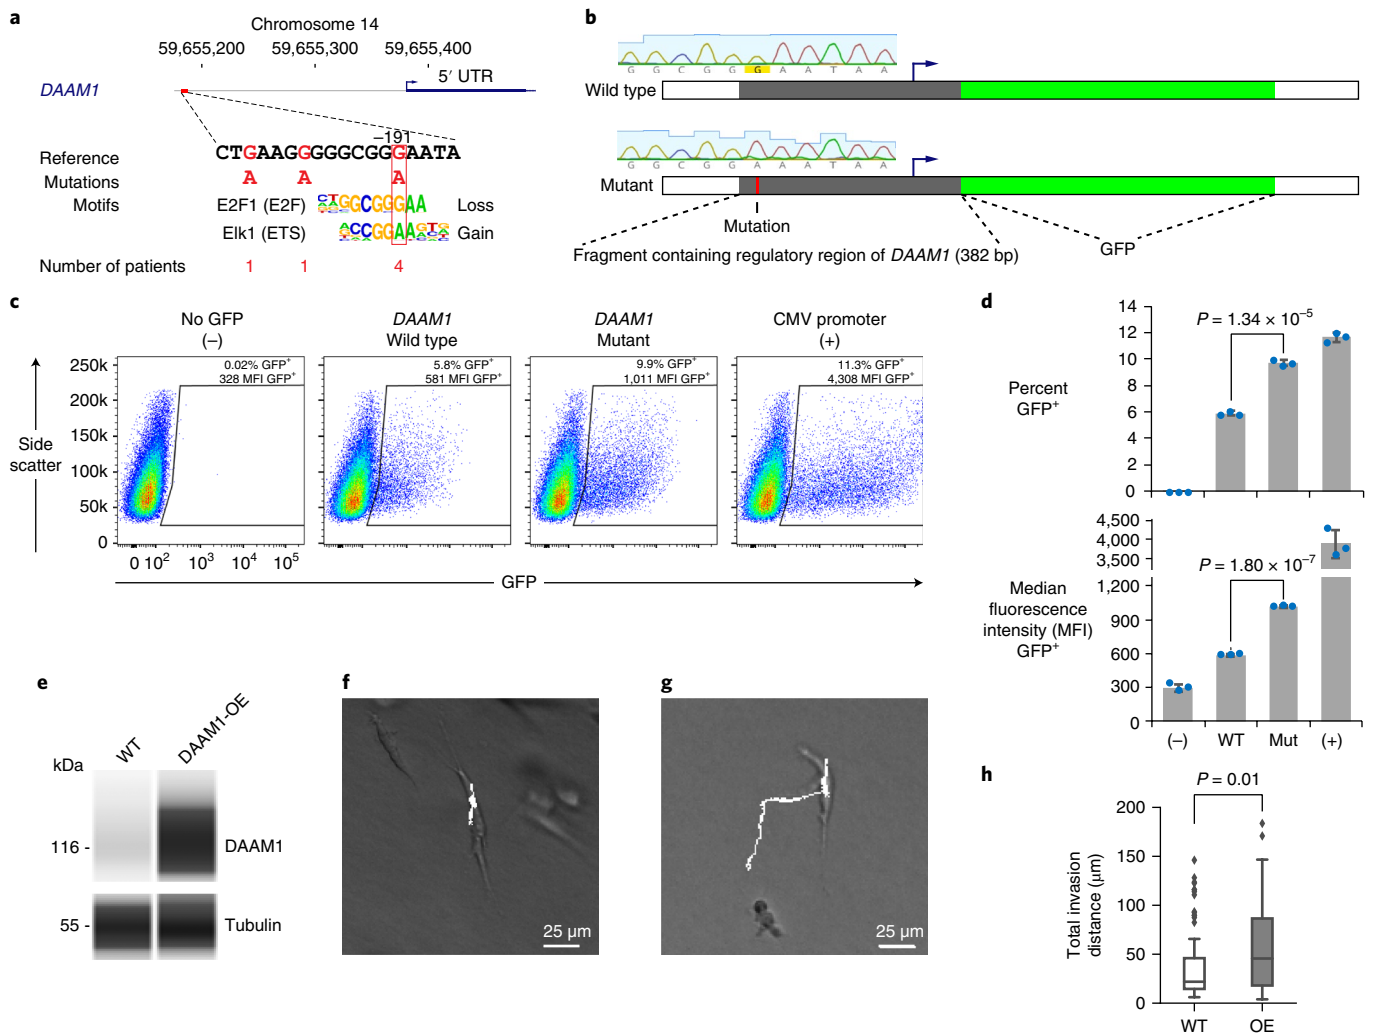 a
Chromosome 14
59,655,200 59,655,300 59,655,400
5′ UTR
DAAM1
−191
Reference CTGAAGGGGGCGGGAATA
Mutations A A A
Motifs E2F1 (E2F) GGCGGGAA Loss
Elk1 (ETS) CCGGAA Gain
Number of patients 1 1 4
b
G G C G G G A A T A A
Wild type
G G C G G A A A T A A
Mutant
Mutation
GFP
Fragment containing regulatory region of DAAM1 (382 bp)
c
No GFP (−)
DAAM1 Wild type
DAAM1 Mutant
CMV promoter (+)
0.02% GFP+
328 MFI GFP+
5.8% GFP+
581 MFI GFP+
9.9% GFP+
1,011 MFI GFP+
11.3% GFP+
4,308 MFI GFP+
250k
200k
150k
100k
50k
0
Side scatter
0 10² 10³ 10⁴ 10⁵
GFP
d
14
12
10
8
6
4
2
0
Percent GFP+
P = 1.34 × 10⁻⁵
4,500
4,000
3,500
1,200
900
600
300
0
Median fluorescence intensity (MFI) GFP+
P = 1.80 × 10⁻⁷
(−) WT Mut (+)
e
WT DAAM1-OE
kDa
116 - DAAM1
55 - Tubulin
f
25 µm
g
25 µm
h
P = 0.01
200
150
100
50
0
Total invasion distance (µm)
WT OE